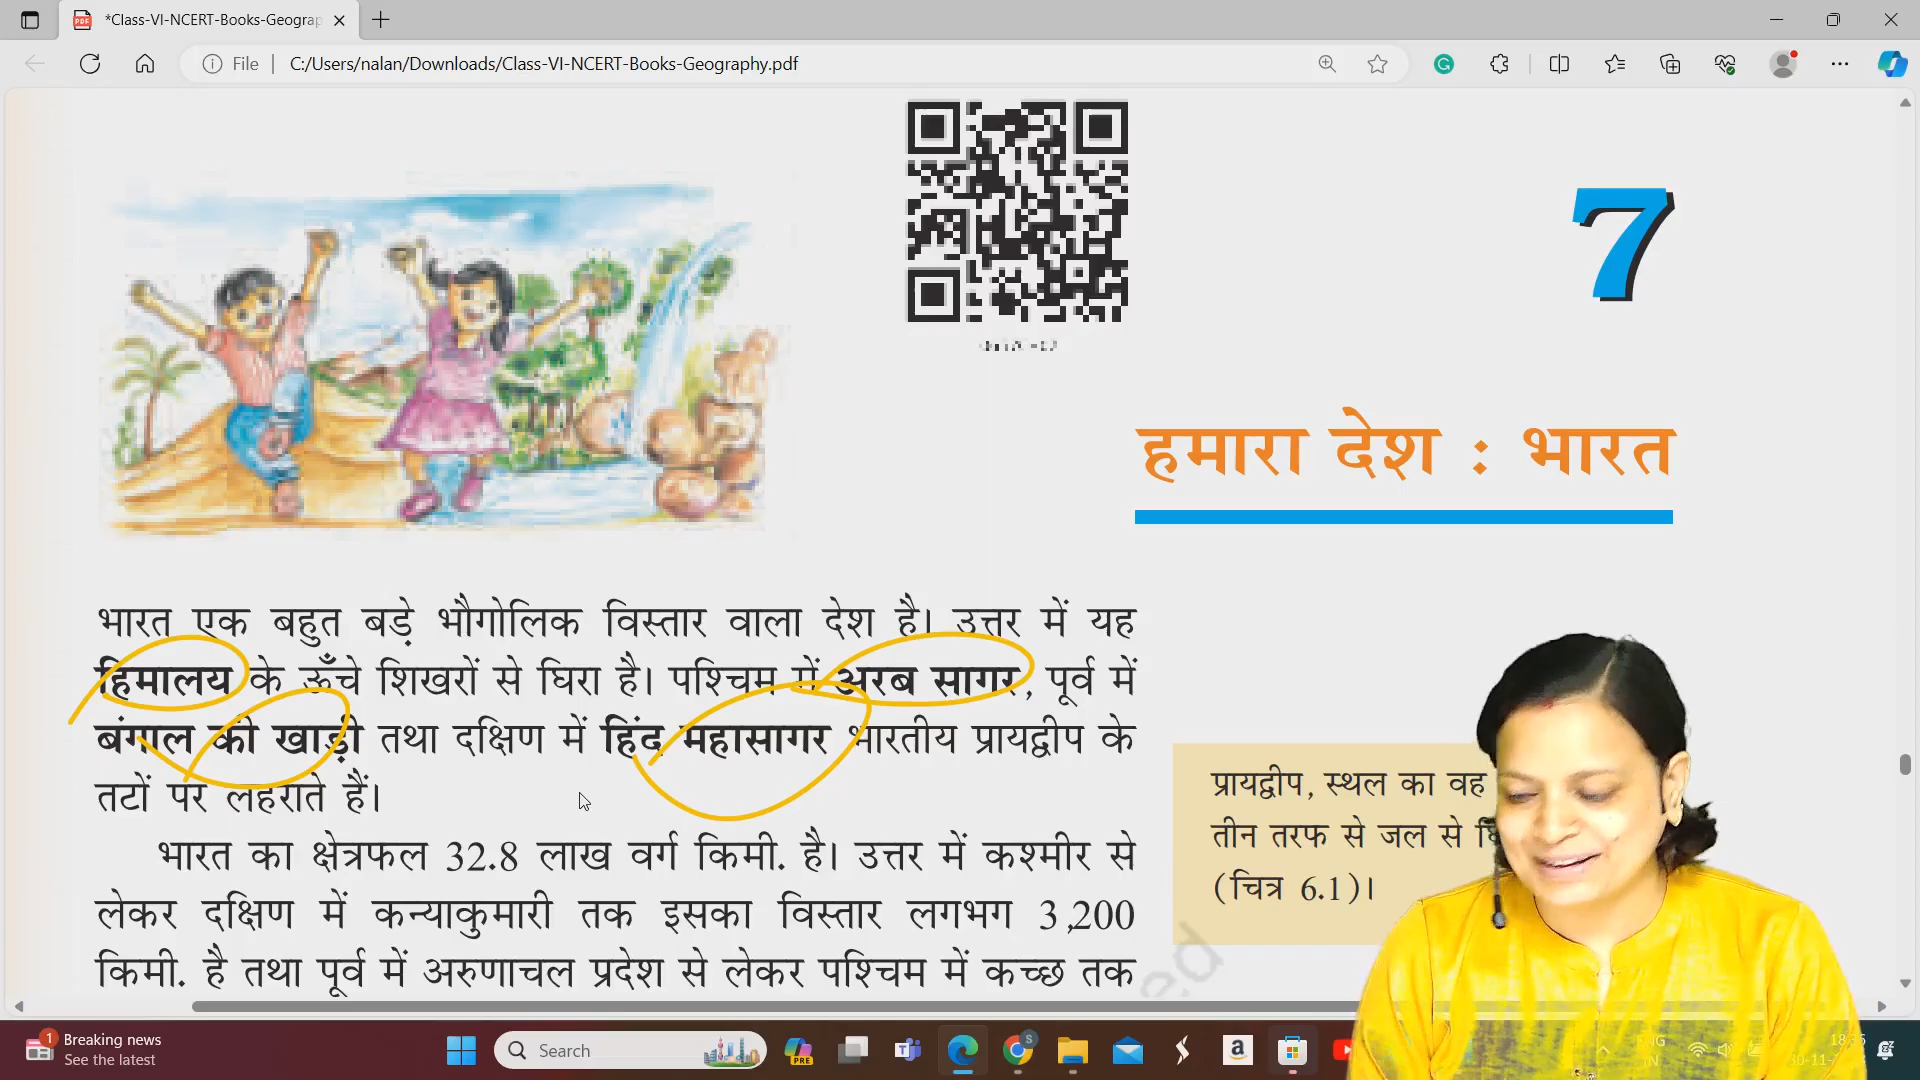 *Class-VI-NCERT-Books-Geograp
File
C:/Users/nalan/Downloads/Class-VI-NCERT-Books-Geography.pdf
7
हमारा देश : भारत
भारत एक बहुत बड़े भौगोलिक विस्तार वाला देश है। उत्तर में यह
हिमालय के ऊँचे शिखरों से घिरा है। पश्चिम में अरब सागर, पूर्व में
बंगाल की खाड़ी तथा दक्षिण में हिंद महासागर भारतीय प्रायद्वीप के
तटों पर लहराते हैं।
भारत का क्षेत्रफल 32.8 लाख वर्ग किमी. है। उत्तर में कश्मीर से
लेकर दक्षिण में कन्याकुमारी तक इसका विस्तार लगभग 3,200
किमी. है तथा पूर्व में अरुणाचल प्रदेश से लेकर पश्चिम में कच्छ तक
प्रायद्वीप, स्थल का वह
तीन तरफ से जल से
(चित्र 6.1)।
ed
1
Breaking news
See the latest
Search
PRE